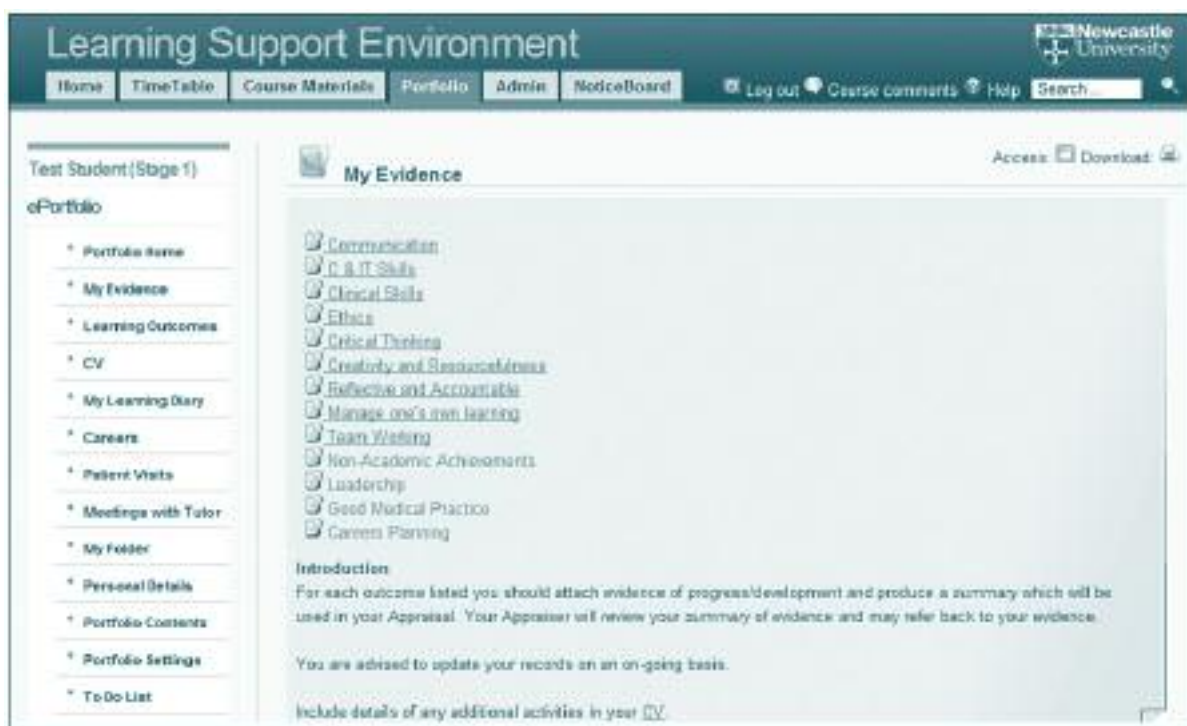 Learning Support Environment
Newcastle
University
Home TimeTable Course Materials Portfolio Admin NoticeBoard Log out Course comments Help Search...
Test Student (Stage 1)
ePortfolio
Portfolio Home
My Evidence
Learning Outcomes
CV
My Learning Diary
Careers
Patient Visits
Meetings with Tutor
My Folder
Personal Details
Portfolio Contents
Portfolio Settings
To Do List
My Evidence
Access: Download:
Communication
C & IT Skills
Clinical Skills
Ethics
Critical Thinking
Creativity and Resourcefulness
Reflective and Accountable
Manage one's own learning
Team Working
Non-Academic Achievements
Leadership
Good Medical Practice
Careers Planning
Introduction
For each outcome listed you should attach evidence of progress/development and produce a summary which will be
used in your Appraisal. Your Appraiser will review your summary of evidence and may refer back to your evidence.
You are advised to update your records on an on-going basis.
Include details of any additional activities in your CV.